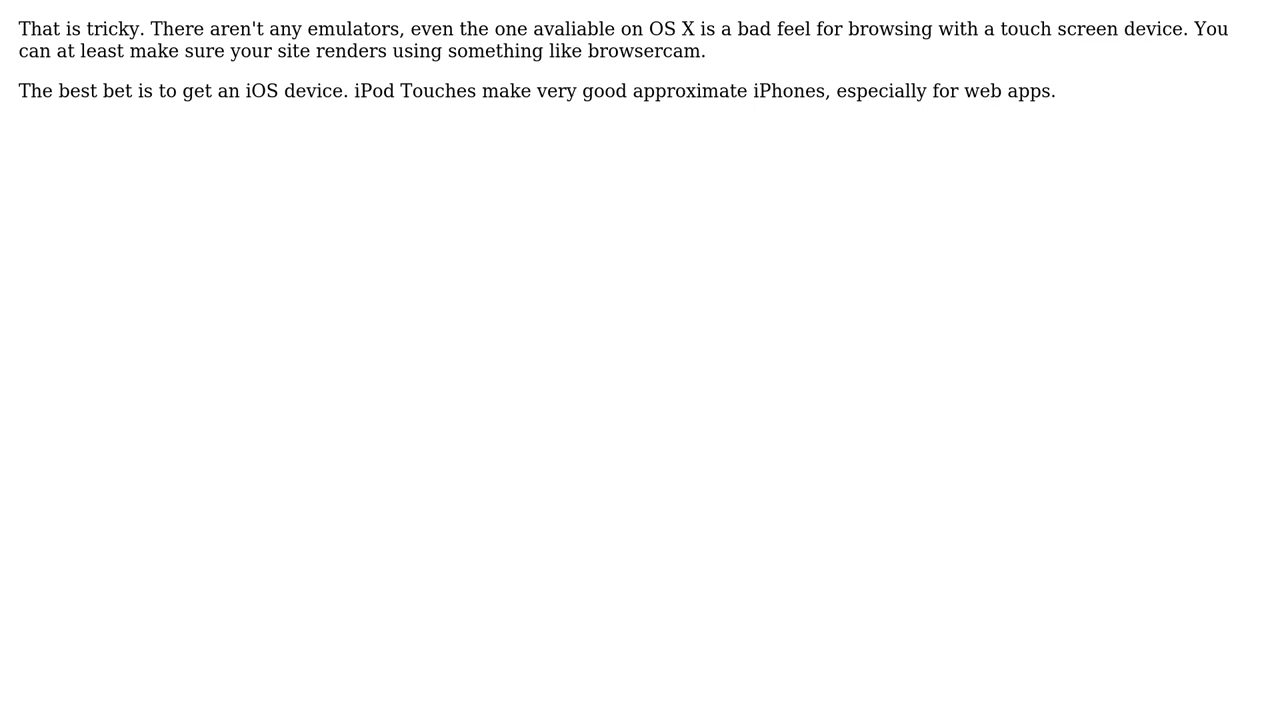 That is tricky. There aren't any emulators, even the one avaliable on OS X is a bad feel for browsing with a touch screen device. You
can at least make sure your site renders using something like browsercam.
The best bet is to get an iOS device. iPod Touches make very good approximate iPhones, especially for web apps.